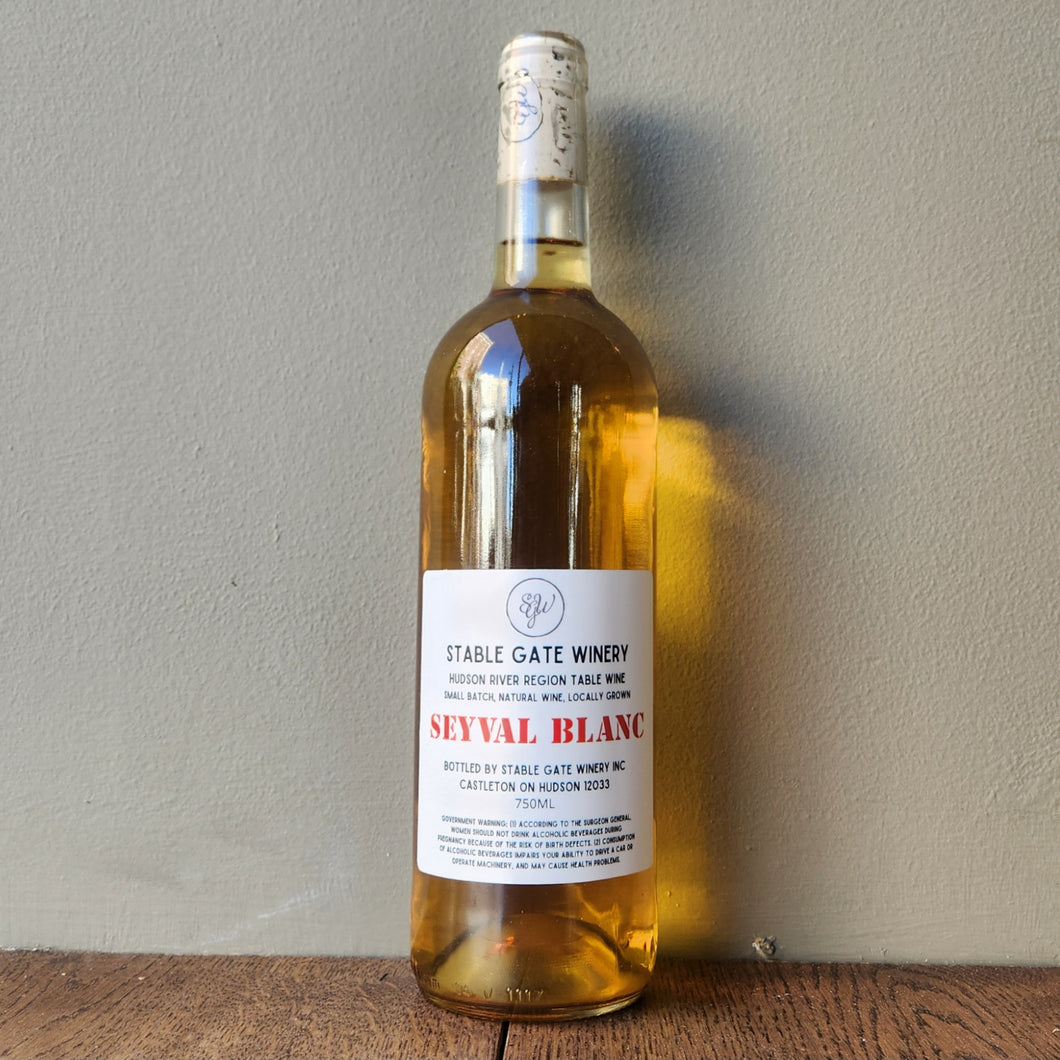 SGW
STABLE GATE WINERY
HUDSON RIVER REGION TABLE WINE
SMALL BATCH, NATURAL WINE, LOCALLY GROWN
SEYVAL BLANC
BOTTLED BY STABLE GATE WINERY INC
CASTLETON ON HUDSON 12033
750ML
GOVERNMENT WARNING: (1) ACCORDING TO THE SURGEON GENERAL,
WOMEN SHOULD NOT DRINK ALCOHOLIC BEVERAGES DURING
PREGNANCY BECAUSE OF THE RISK OF BIRTH DEFECTS. (2) CONSUMPTION
OF ALCOHOLIC BEVERAGES IMPAIRS YOUR ABILITY TO DRIVE A CAR OR
OPERATE MACHINERY, AND MAY CAUSE HEALTH PROBLEMS.